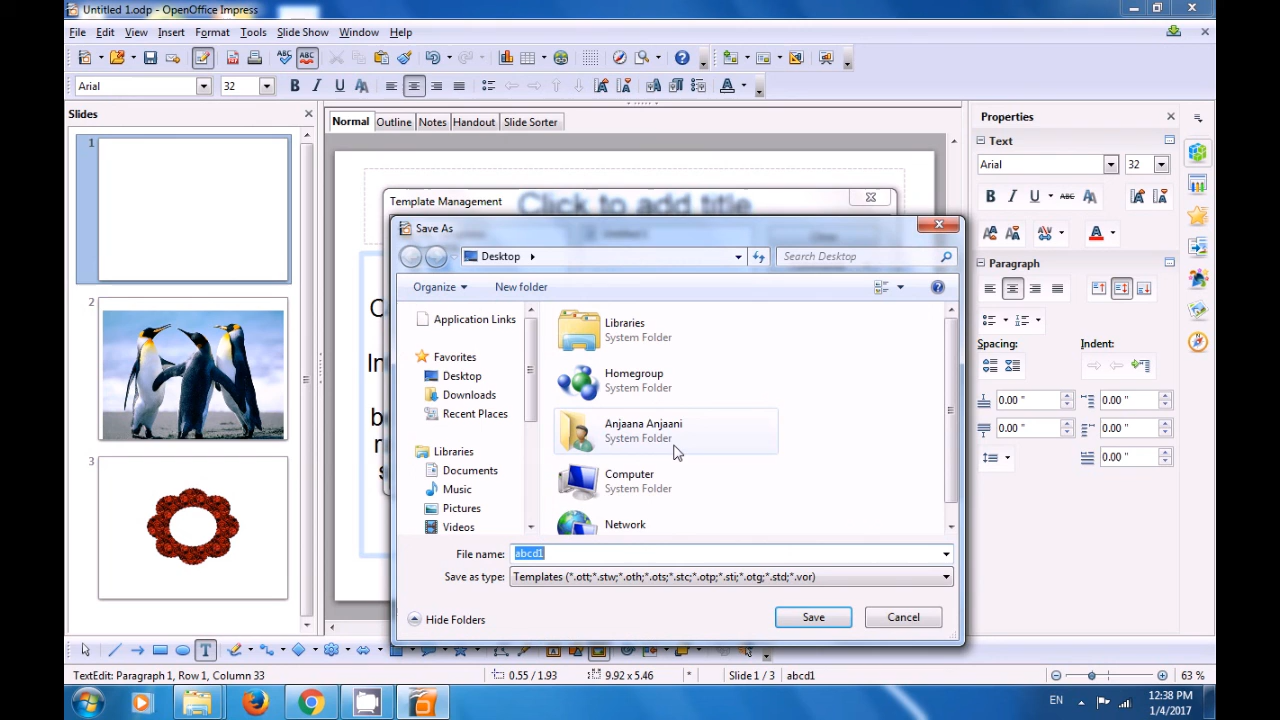 Untitled 1.odp - OpenOffice Impress
File Edit View Insert Format Tools Slide Show Window Help
Arial 32
Slides
Normal Outline Notes Handout Slide Sorter
Properties
1
Text
Arial 32
Template Management
Click to add title
Save As
Desktop
Search Desktop
Organize New folder
Paragraph
Application Links
Favorites
Desktop
Downloads
Recent Places
Libraries
Documents
Music
Pictures
Videos
Libraries
System Folder
Homegroup
System Folder
Anjaana Anjaani
System Folder
Computer
System Folder
Network
2
Spacing: Indent:
0.00 " 0.00 "
0.00 " 0.00 "
0.00 "
3
File name: abcd1
Save as type: Templates (*.ott;*.stw;*.oth;*.ots;*.stc;*.otp;*.sti;*.otg;*.std;*.vor)
Hide Folders Save Cancel
TextEdit: Paragraph 1, Row 1, Column 33 0.55 / 1.93 9.92 x 5.46 * Slide 1 / 3 abcd1 63 %
EN 12:38 PM
1/4/2017